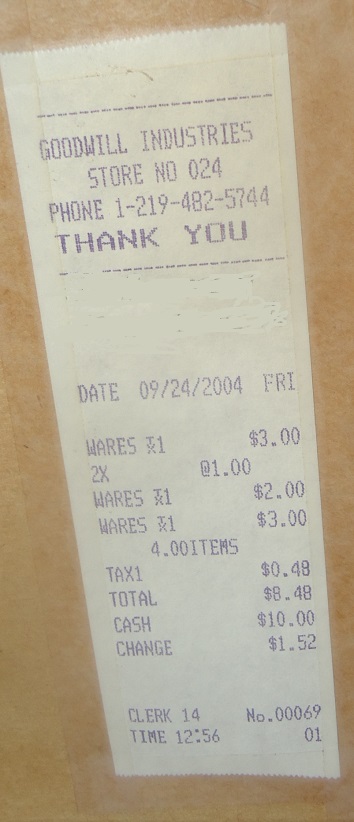 GOODWILL INDUSTRIES
STORE NO 024
PHONE 1-219-482-5744
THANK YOU
DATE 09/24/2004 FRI
WARES 1 $3.00
2X @1.00
WARES 1 $2.00
WARES 1 $3.00
4.00ITEMS
TAX1 $0.48
TOTAL $8.48
CASH $10.00
CHANGE $1.52
CLERK 14 No.00069
TIME 12:56 01